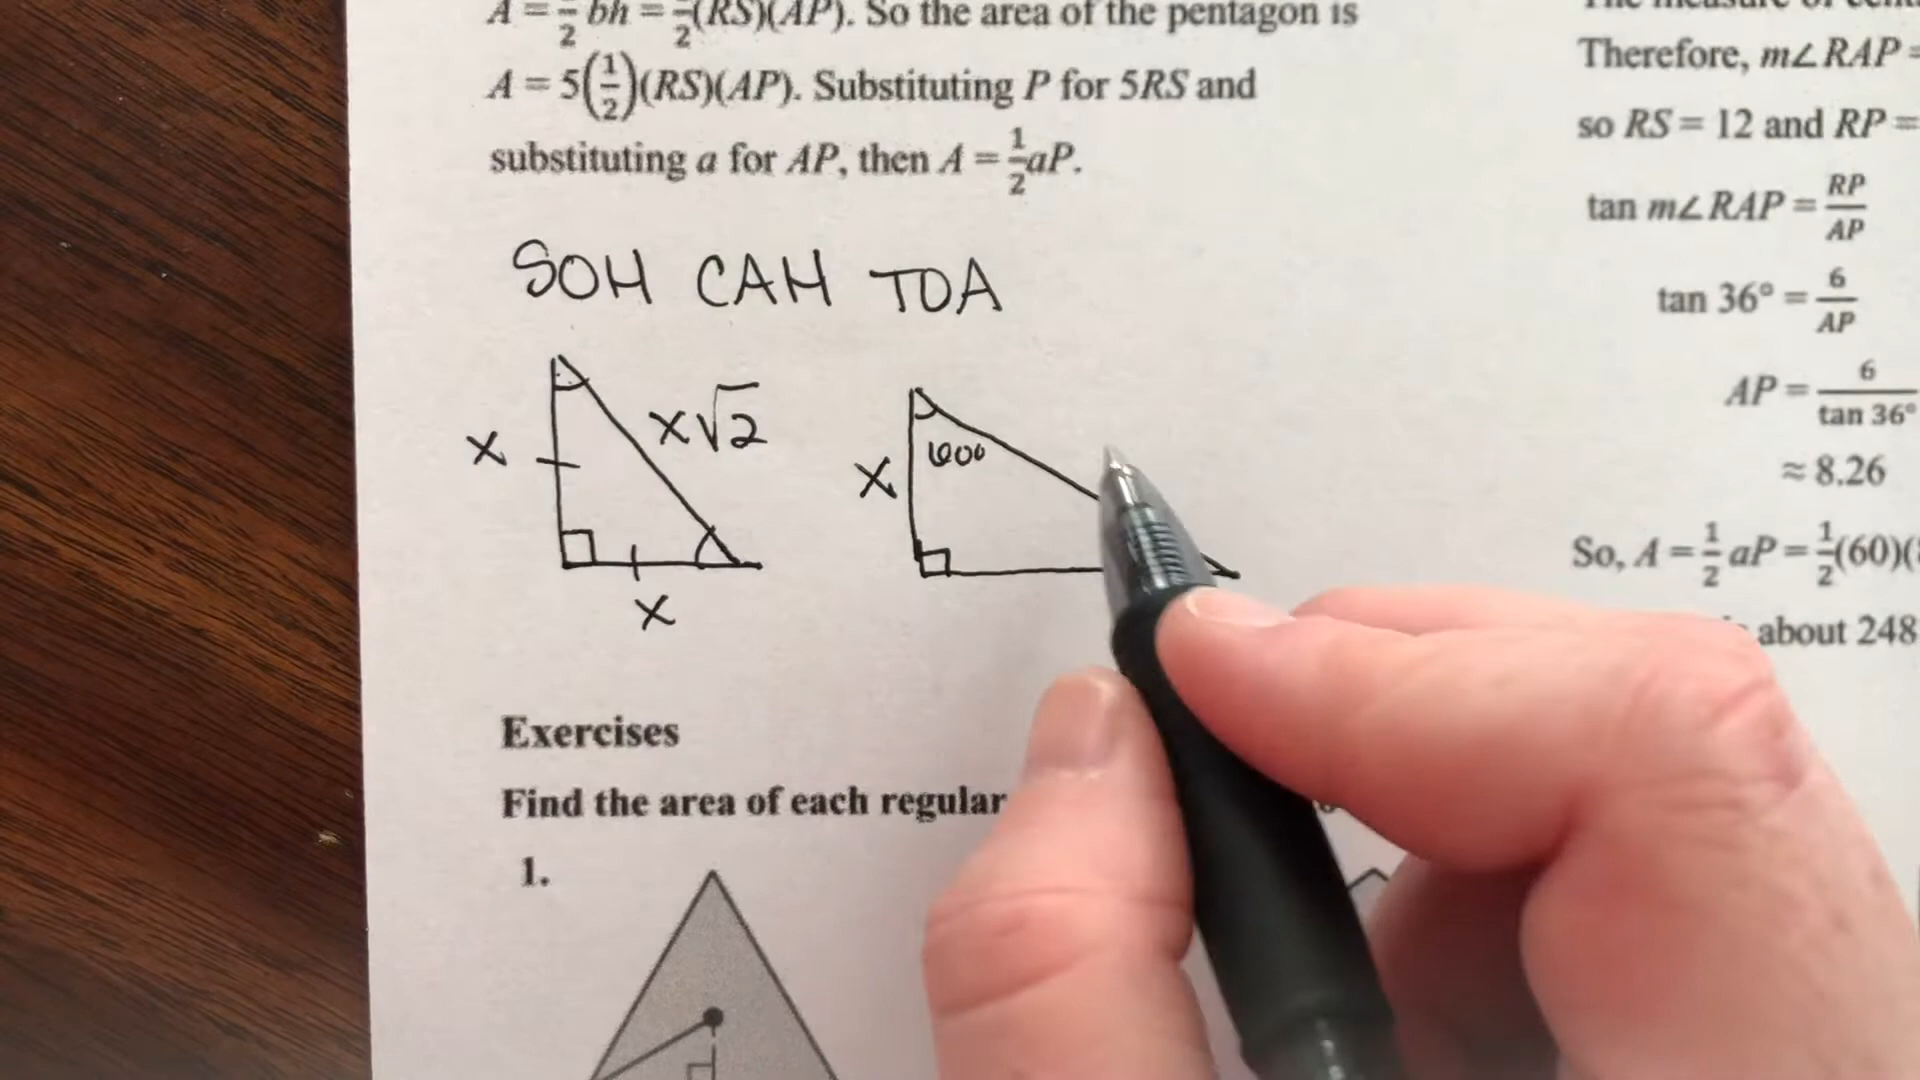 A = 1/2 bh = 1/2(RS)(AP). So the area of the pentagon is
A = 5(1/2)(RS)(AP). Substituting P for 5RS and
substituting a for AP, then A = 1/2aP.
SOH CAH TOA
x
x√2
x
x
60°
Exercises
Find the area of each regular
1.
The measure of
Therefore, m∠RAP =
so RS = 12 and RP =
tan m∠RAP = RP/AP
tan 36° = 6/AP
AP = 6/tan 36°
≈ 8.26
So, A = 1/2 aP = 1/2(60)(
about 248